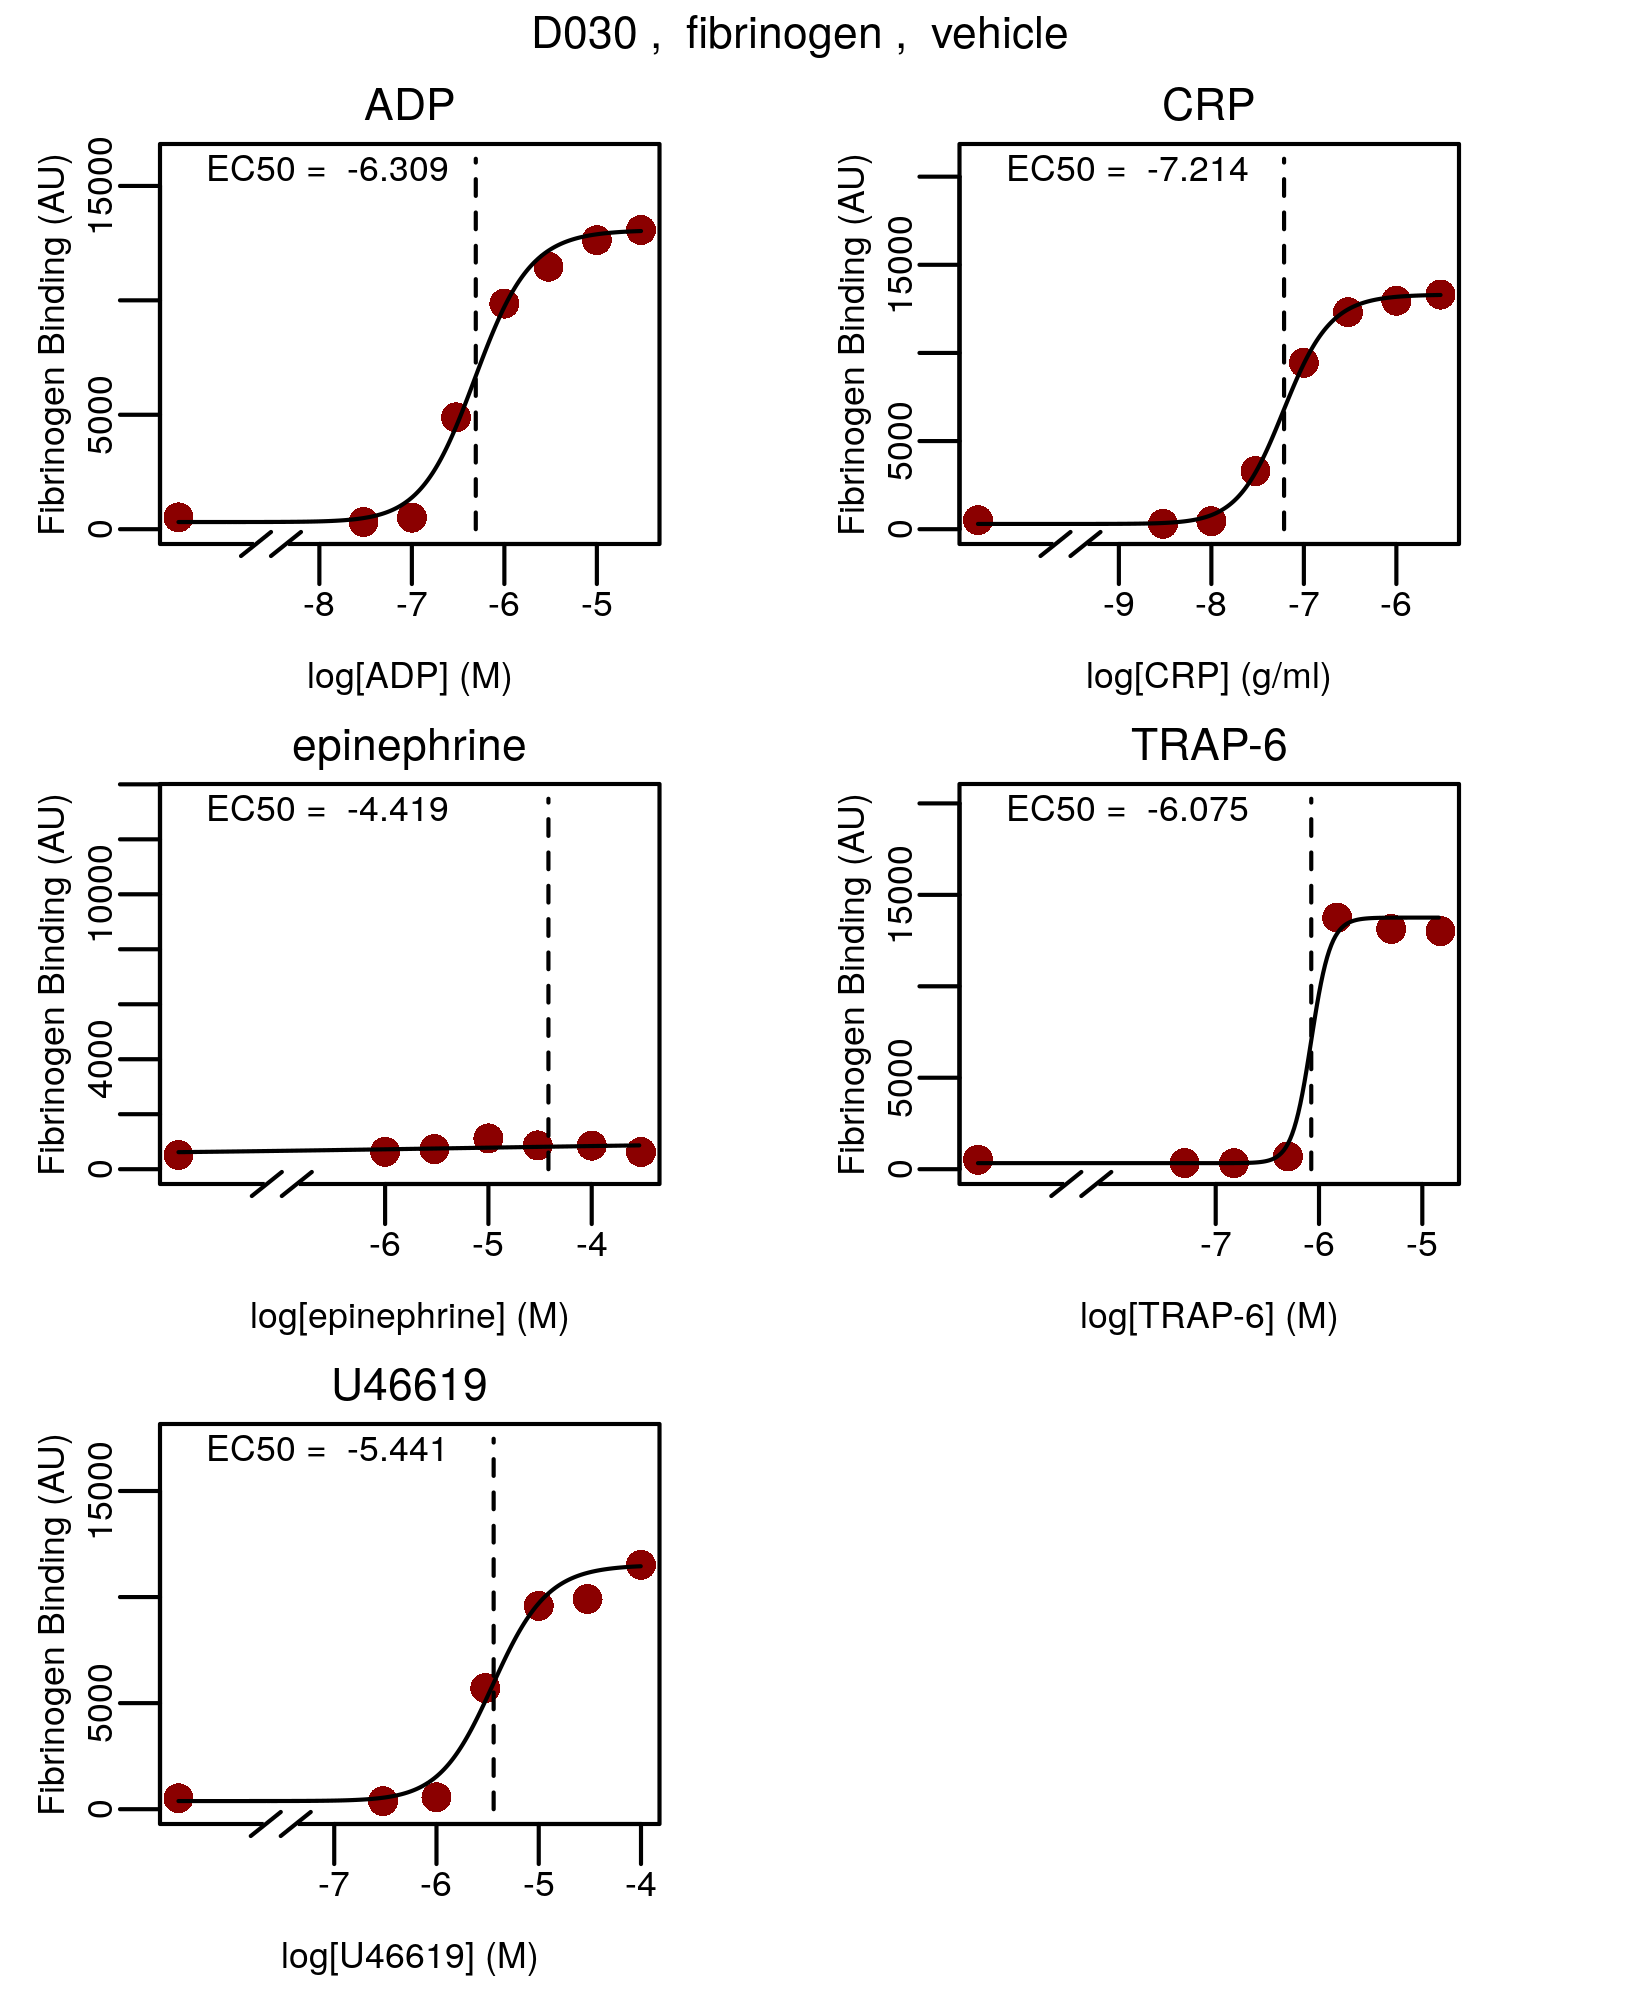 D030 ,  fibrinogen ,  vehicle
ADP
EC50 =  -6.309
Fibrinogen Binding (AU)
0 5000 15000
-8 -7 -6 -5
log[ADP] (M)
CRP
EC50 =  -7.214
Fibrinogen Binding (AU)
0 5000 15000
-9 -8 -7 -6
log[CRP] (g/ml)
epinephrine
EC50 =  -4.419
Fibrinogen Binding (AU)
0 4000 10000
-6 -5 -4
log[epinephrine] (M)
TRAP-6
EC50 =  -6.075
Fibrinogen Binding (AU)
0 5000 15000
-7 -6 -5
log[TRAP-6] (M)
U46619
EC50 =  -5.441
Fibrinogen Binding (AU)
0 5000 15000
-7 -6 -5 -4
log[U46619] (M)